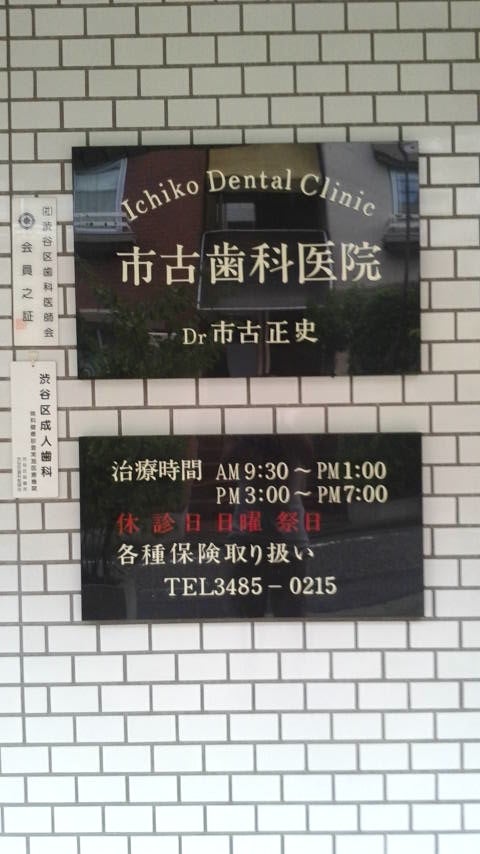 Ichiko Dental Clinic
市古歯科医院
Dr 市古正史
㈳渋谷区歯科医師会
会員之証
渋谷区成人歯科
治療時間 AM9:30～PM1:00
PM3:00～PM7:00
休診日 日曜 祭日
各種保険取り扱い
TEL3485-0215